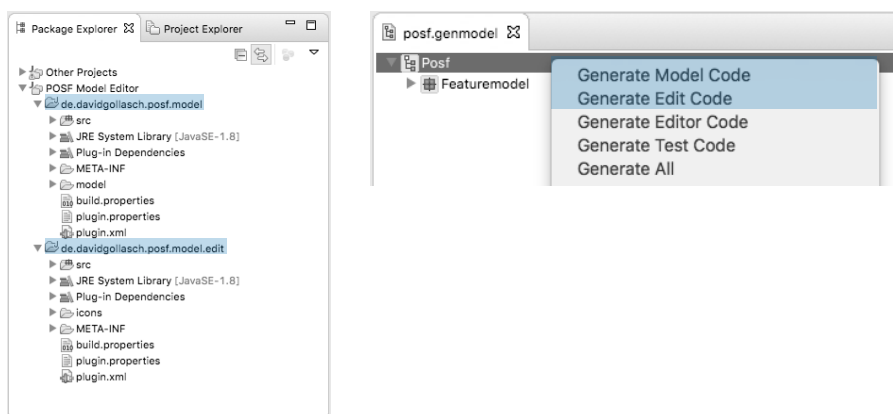 Package Explorer
Project Explorer
Other Projects
POSF Model Editor
de.davidgollasch.posf.model
src
JRE System Library [JavaSE-1.8]
Plug-in Dependencies
META-INF
model
build.properties
plugin.properties
plugin.xml
de.davidgollasch.posf.model.edit
src
JRE System Library [JavaSE-1.8]
Plug-in Dependencies
icons
META-INF
build.properties
plugin.properties
plugin.xml
posf.genmodel
Posf
Featuremodel
Generate Model Code
Generate Edit Code
Generate Editor Code
Generate Test Code
Generate All